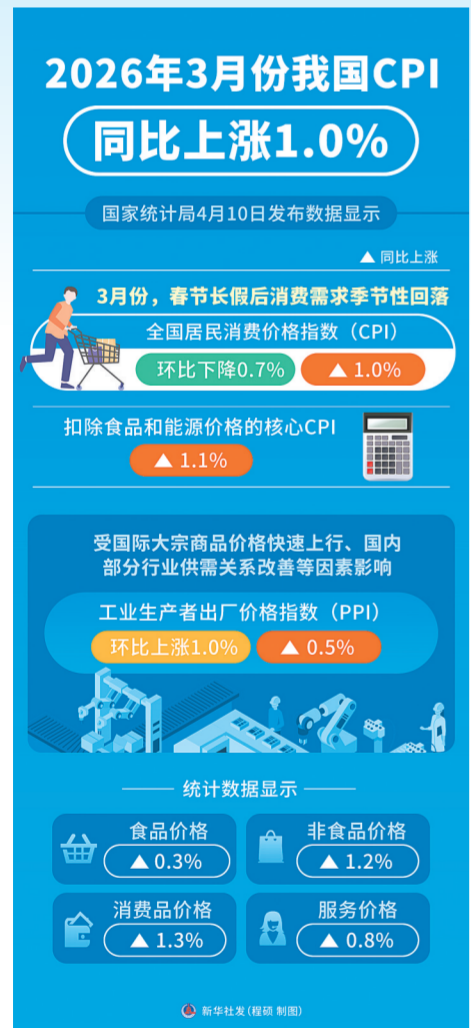 2026年3月份我国CPI
同比上涨1.0%
国家统计局4月10日发布数据显示
▲ 同比上涨
3月份，春节长假后消费需求季节性回落
全国居民消费价格指数（CPI）
环比下降0.7%
▲ 1.0%
扣除食品和能源价格的核心CPI
▲ 1.1%
受国际大宗商品价格快速上行、国内
部分行业供需关系改善等因素影响
工业生产者出厂价格指数（PPI）
环比上涨1.0%
▲ 0.5%
统计数据显示
食品价格
▲ 0.3%
非食品价格
▲ 1.2%
消费品价格
▲ 1.3%
服务价格
▲ 0.8%
新华社发(程硕 制图)